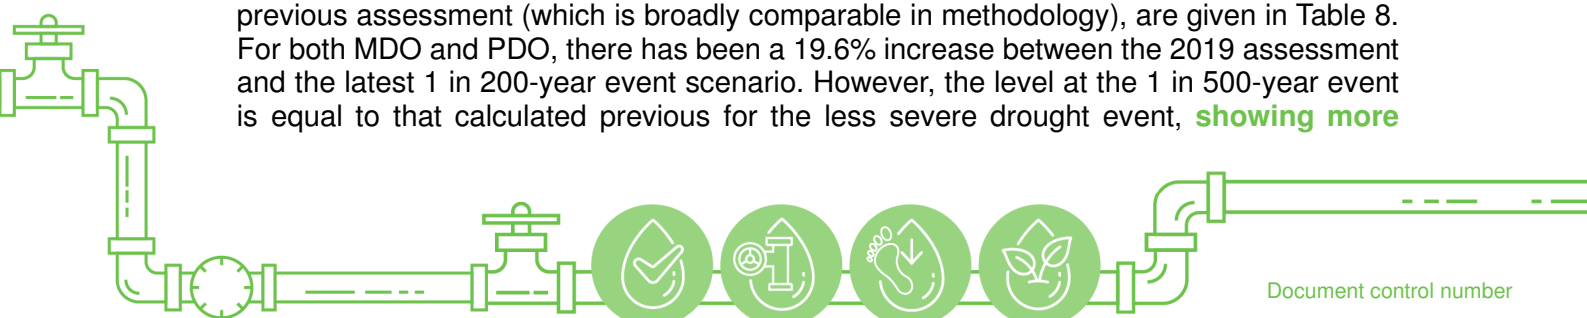 previous assessment (which is broadly comparable in methodology), are given in Table 8.
For both MDO and PDO, there has been a 19.6% increase between the 2019 assessment
and the latest 1 in 200-year event scenario. However, the level at the 1 in 500-year event
is equal to that calculated previous for the less severe drought event, showing more
Document control number